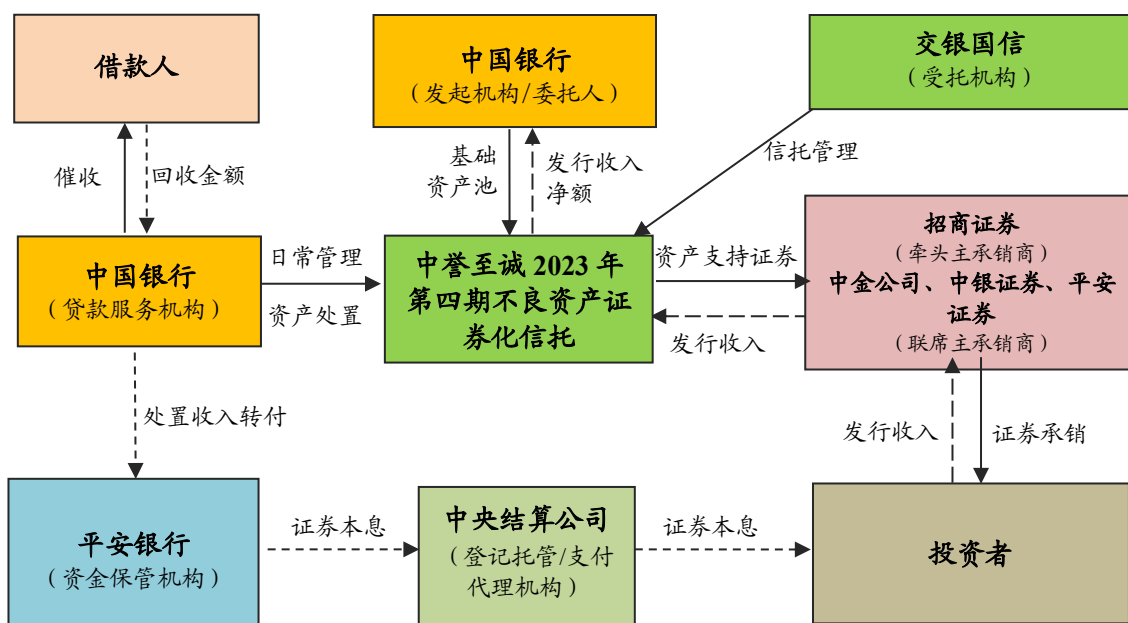 借款人
中国银行
（发起机构/委托人）
交银国信
（受托机构）
催收
回收金额
基础
资产池
发行收入
净额
信托管理
中国银行
（贷款服务机构）
日常管理
资产处置
中誉至诚 2023 年
第四期不良资产证
券化信托
资产支持证券
发行收入
招商证券
（牵头主承销商）
中金公司、中银证券、平安
证券
（联席主承销商）
处置收入转付
发行收入
证券承销
平安银行
（资金保管机构）
证券本息
中央结算公司
（登记托管/支付
代理机构）
证券本息
投资者